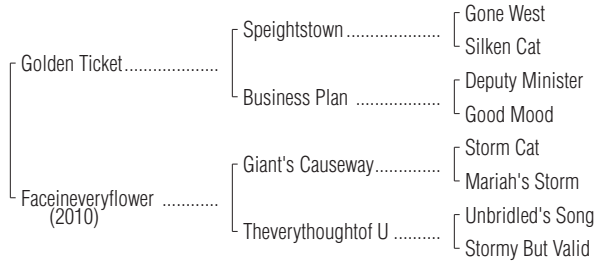 Gone West
Speightstown
Silken Cat
Golden Ticket
Deputy Minister
Business Plan
Good Mood
Storm Cat
Giant's Causeway
Mariah's Storm
Faceineveryflower
(2010)
Unbridled's Song
Theverythoughtof U
Stormy But Valid